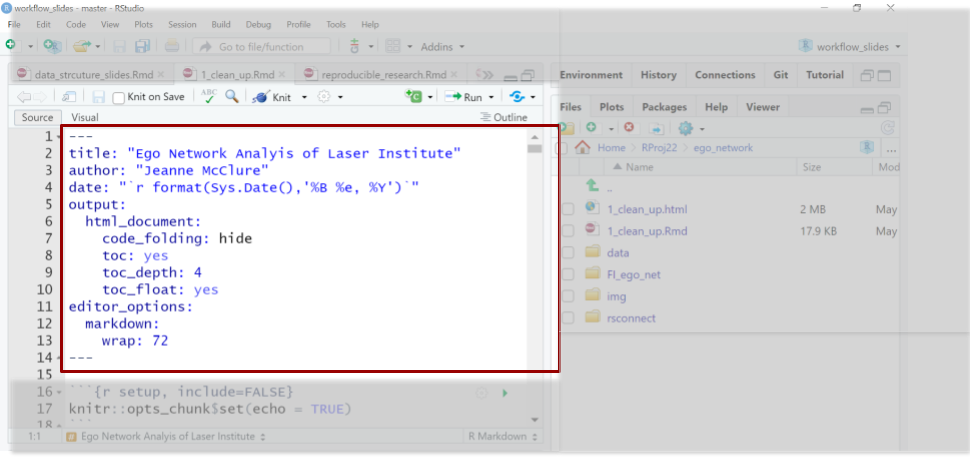 workflow_slides - master - RStudio
File Edit Code View Plots Session Build Debug Profile Tools Help
Go to file/function Addins workflow_slides
data_strcuture_slides.Rmd 1_clean_up.Rmd reproducible_research.Rmd
Knit on Save ABC Knit Run
Source Visual Outline
1 ---
2 title: "Ego Network Analyis of Laser Institute"
3 author: "Jeanne McClure"
4 date: "`r format(Sys.Date(),'%B %e, %Y')`"
5 output:
6   html_document:
7     code_folding: hide
8     toc: yes
9     toc_depth: 4
10     toc_float: yes
11 editor_options:
12   markdown:
13     wrap: 72
14 ---
15
16 ```{r setup, include=FALSE}
17 knitr::opts_chunk$set(echo = TRUE)
18 ```
1:1 Ego Network Analyis of Laser Institute R Markdown
Environment History Connections Git Tutorial
Files Plots Packages Help Viewer
Home RProj22 ego_network ...
Name Size Modified
..
1_clean_up.html 2 MB May
1_clean_up.Rmd 17.9 KB May
data
FI_ego_net
img
rsconnect